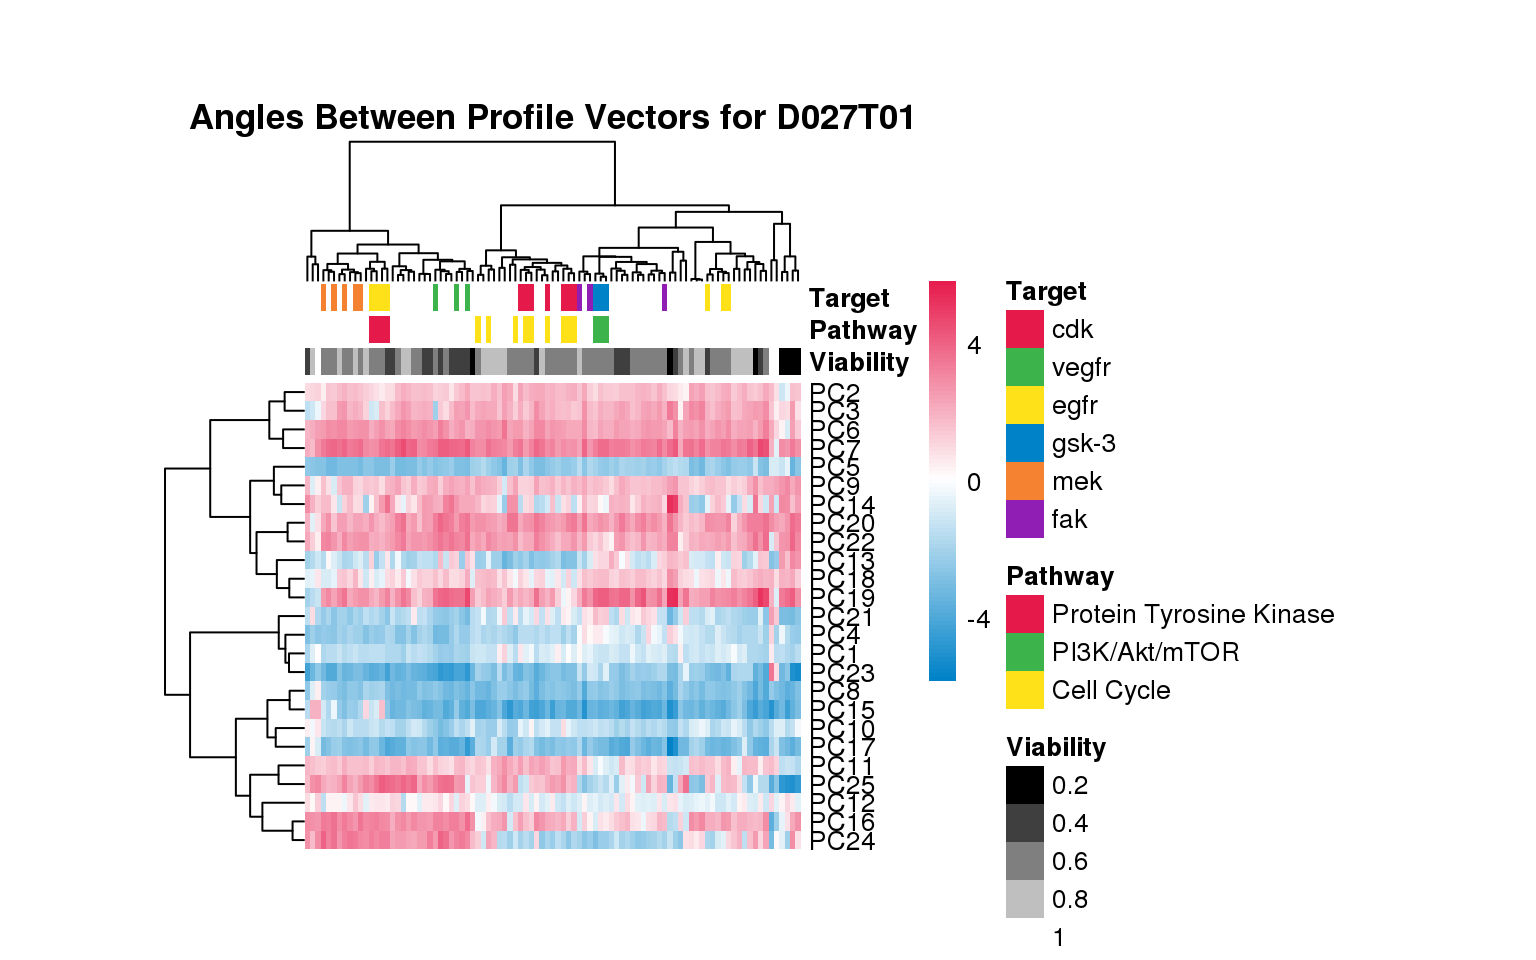 Angles Between Profile Vectors for D027T01
Target
Pathway
Viability
PC2
PC3
PC6
PC7
PC5
PC9
PC14
PC20
PC22
PC13
PC18
PC19
PC21
PC4
PC1
PC23
PC8
PC15
PC10
PC17
PC11
PC25
PC12
PC16
PC24
4
0
-4
Target
cdk
vegfr
egfr
gsk-3
mek
fak
Pathway
Protein Tyrosine Kinase
PI3K/Akt/mTOR
Cell Cycle
Viability
0.2
0.4
0.6
0.8
1